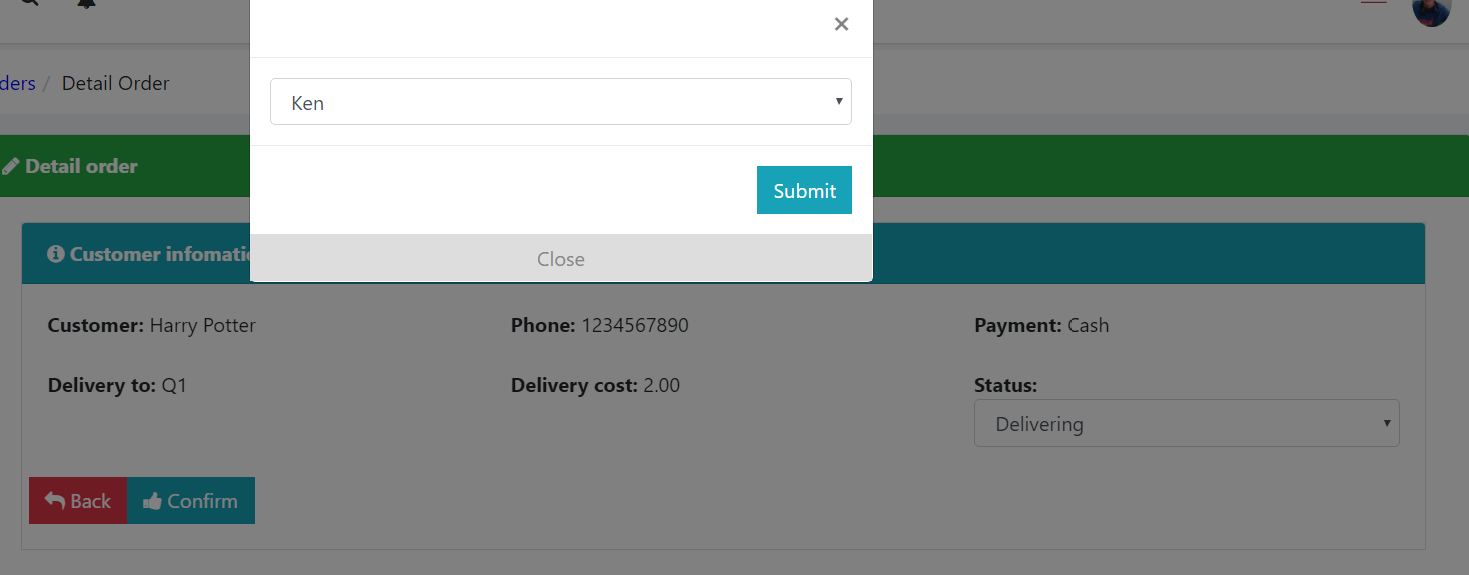 ×
ders / Detail Order
Ken
Detail order
Submit
Customer infomatio
Close
Customer: Harry Potter
Phone: 1234567890
Payment: Cash
Delivery to: Q1
Delivery cost: 2.00
Status:
Delivering
Back
Confirm